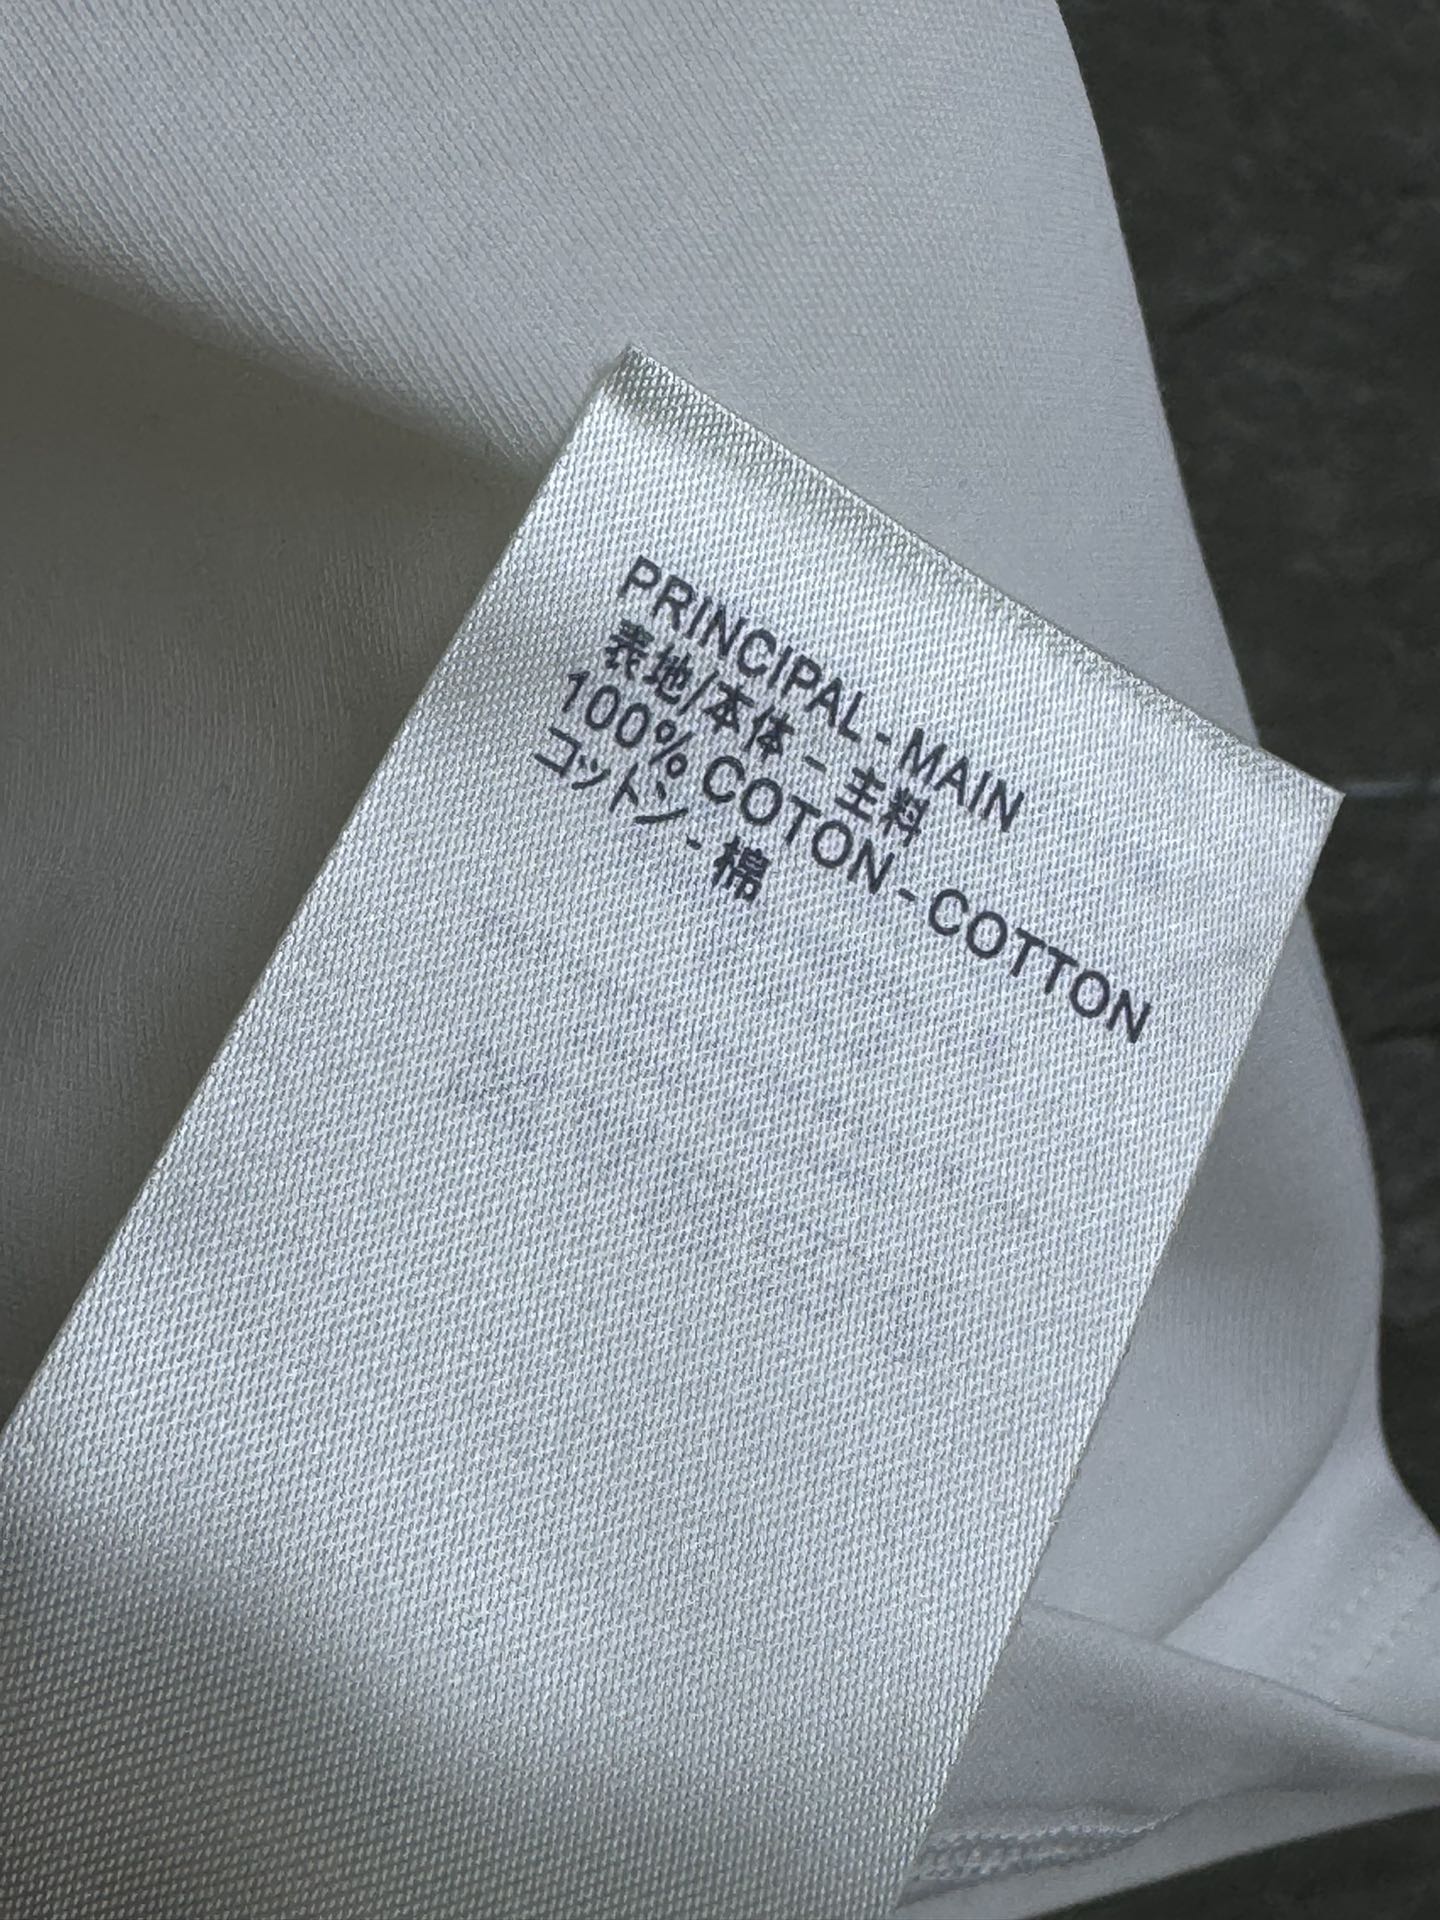 PRINCIPAL - MAIN
表地/本体 - 主料
100% COTON - COTTON
コットン - 棉